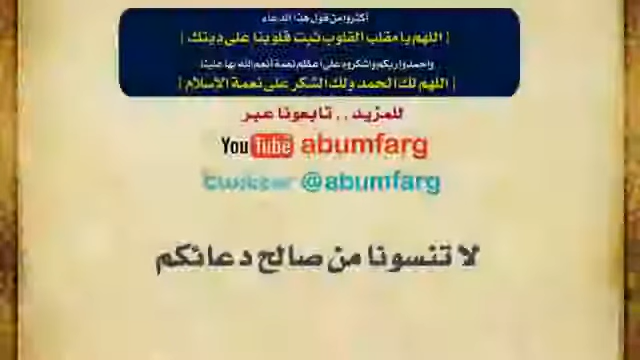 أكثروا من قول هذا الدعاء
( اللهم يا مقلب القلوب ثبت قلوبنا على دينك )
واحمدوا ربكم واشكروه على أعظم نعمة أنعم الله بها علينا
( اللهم لك الحمد ولك الشكر على نعمة الإسلام )
للمزيد .. تابعونا عبر
YouTube abumfarg
twitter @abumfarg
لا تنسونا من صالح دعائكم